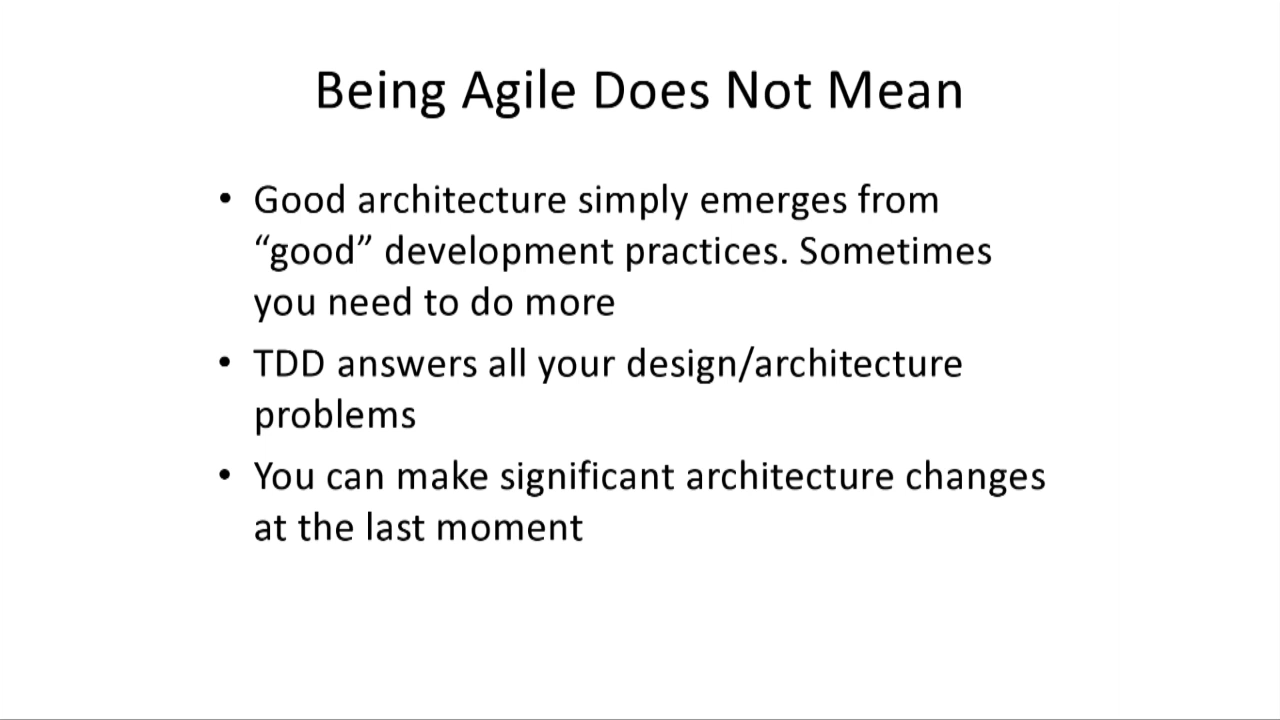 Being Agile Does Not Mean
• Good architecture simply emerges from
“good” development practices. Sometimes
you need to do more
• TDD answers all your design/architecture
problems
• You can make significant architecture changes
at the last moment